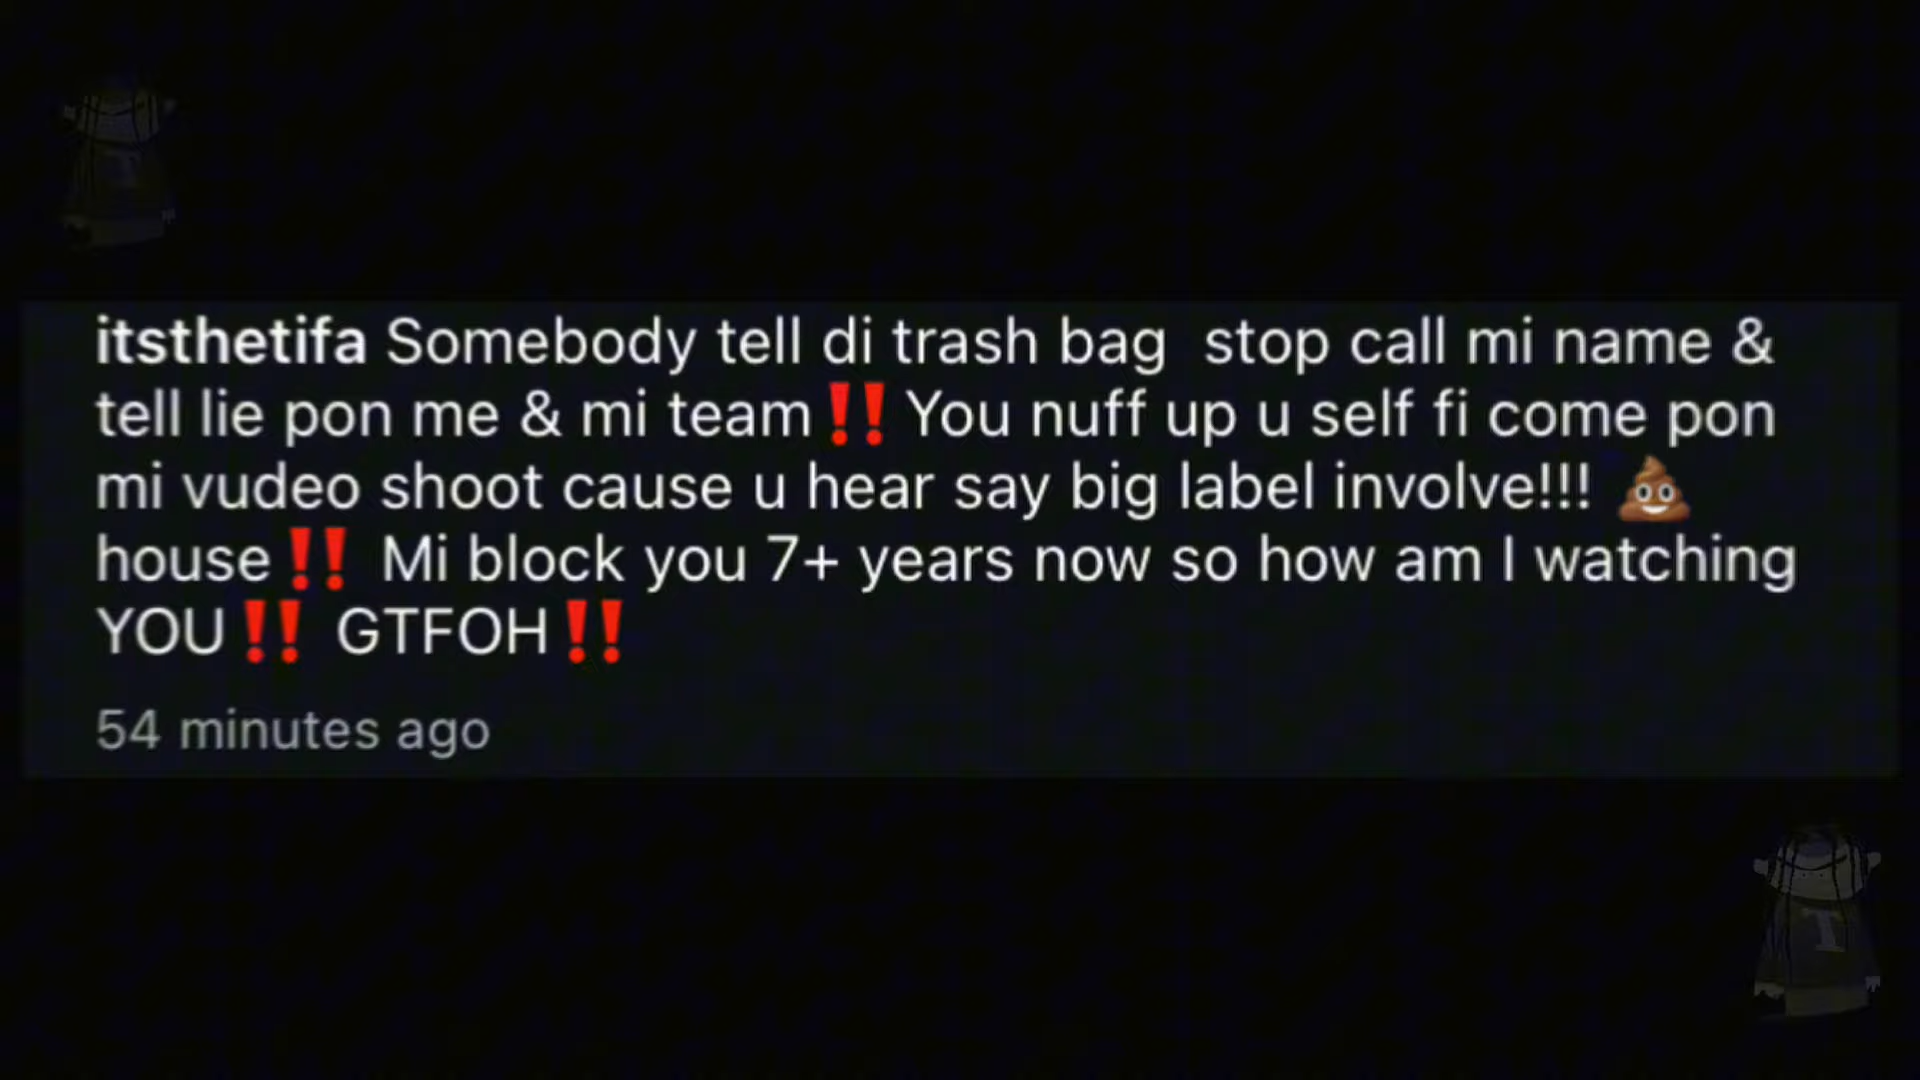 itsthetifa Somebody tell di trash bag  stop call mi name &
tell lie pon me & mi team‼️ You nuff up u self fi come pon
mi vudeo shoot cause u hear say big label involve!!! 💩
house‼️ Mi block you 7+ years now so how am I watching
YOU‼️ GTFOH‼️
54 minutes ago
T
T